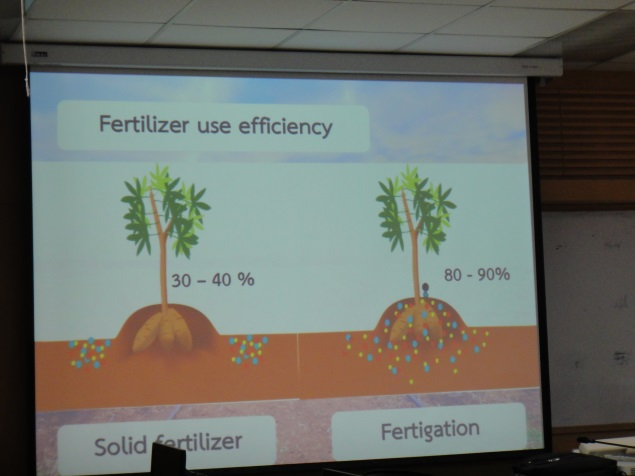 Fertilizer use efficiency
30 – 40 %
80 - 90%
Solid fertilizer
Fertigation